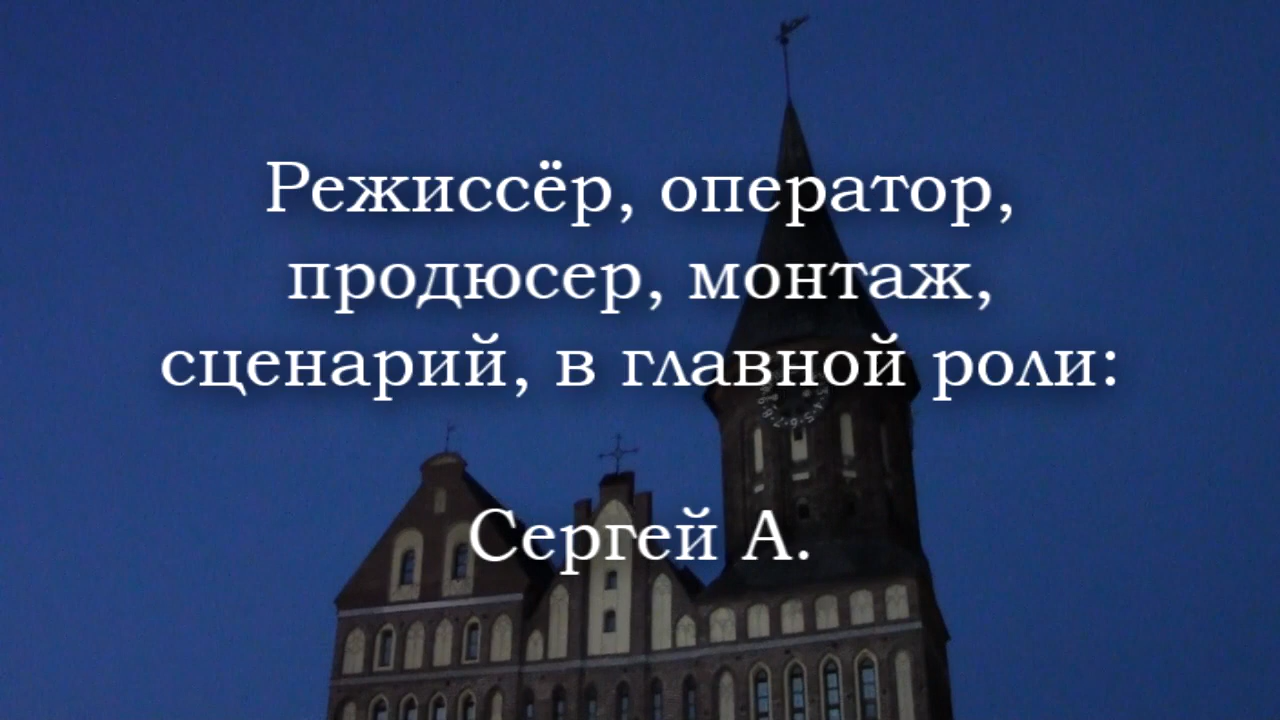 Режиссёр, оператор,
продюсер, монтаж,
сценарий, в главной роли:
Сергей А.